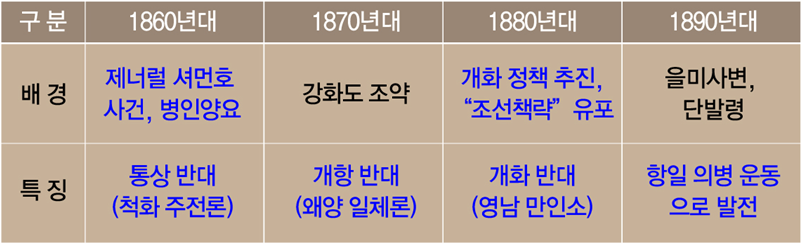 구 분 1860년대 1870년대 1880년대 1890년대
배 경 제너럴 셔먼호 사건, 병인양요 강화도 조약 개화 정책 추진, “조선책략” 유포 을미사변, 단발령
특 징 통상 반대 (척화 주전론) 개항 반대 (왜양 일체론) 개화 반대 (영남 만인소) 항일 의병 운동 으로 발전